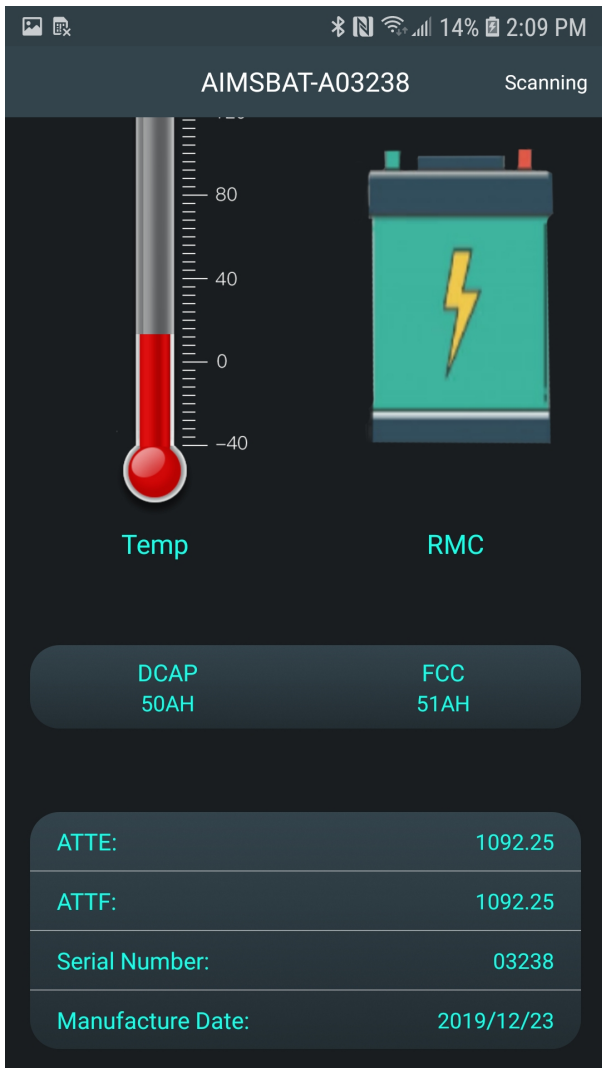 14% 2:09 PM
AIMSBAT-A03238 Scanning
80
40
0
-40
Temp RMC
DCAP FCC
50AH 51AH
ATTE: 1092.25
ATTF: 1092.25
Serial Number: 03238
Manufacture Date: 2019/12/23